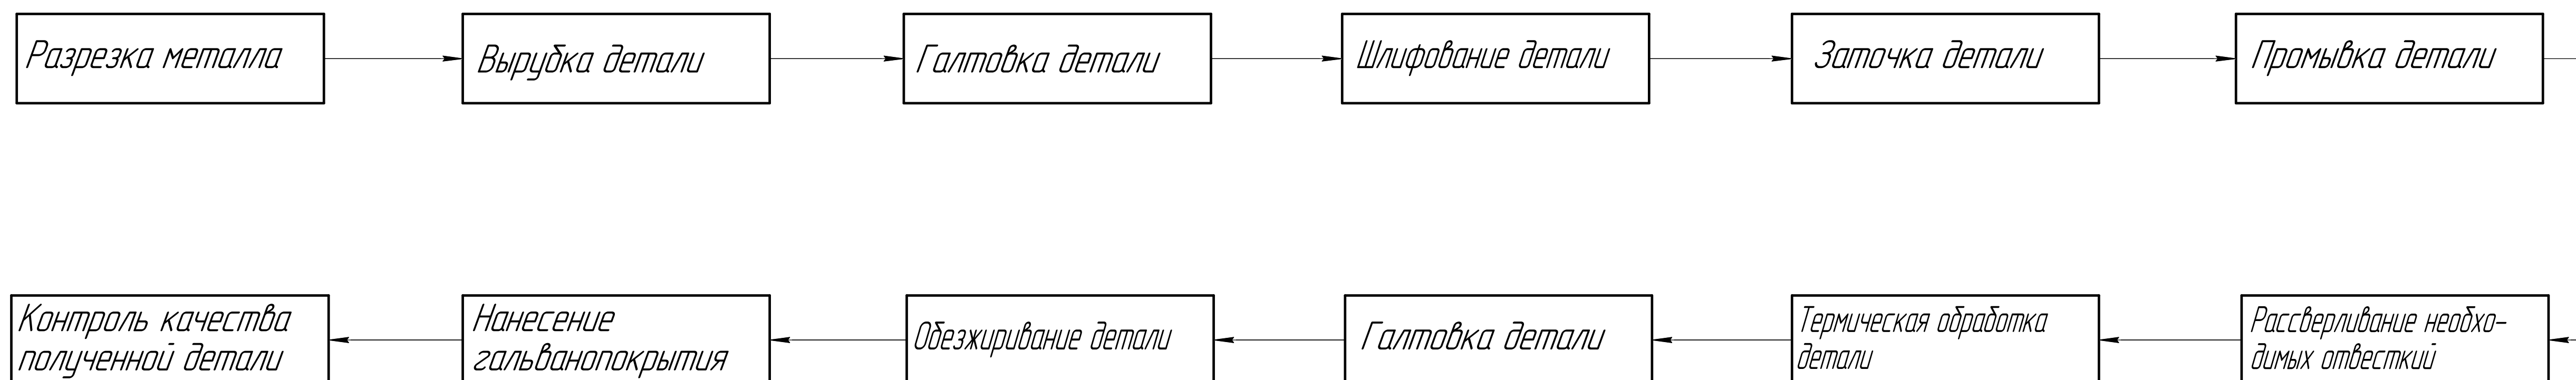 Разрезка металла
Вырубка детали
Галтовка детали
Шлифование детали
Заточка детали
Промывка детали
Контроль качества
полученной детали
Нанесение
гальванопокрытия
Обезжиривание детали
Галтовка детали
Термическая обработка
детали
Рассверливание необхо-
димых отвесткий